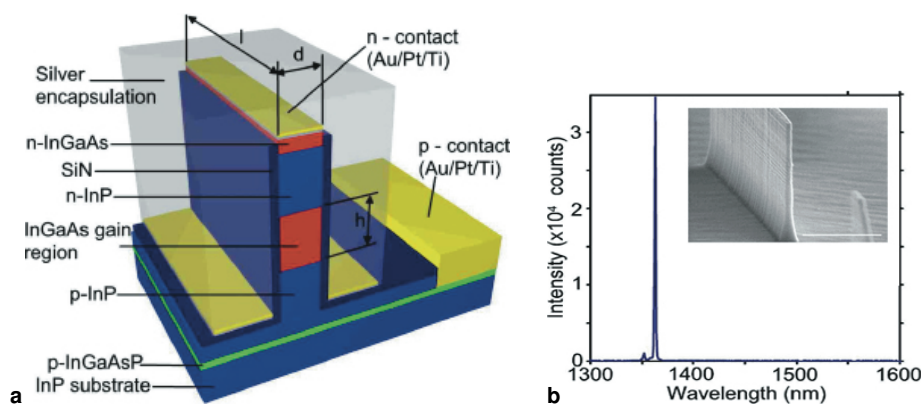 l
d
n - contact
(Au/Pt/Ti)
Silver
encapsulation
n-InGaAs
SiN
n-InP
InGaAs gain
region
p-InP
p-InGaAsP
InP substrate
p - contact
(Au/Pt/Ti)
h
a
Intensity (x10⁴ counts)
3
2
1
0
1300
1400
1500
1600
Wavelength (nm)
b